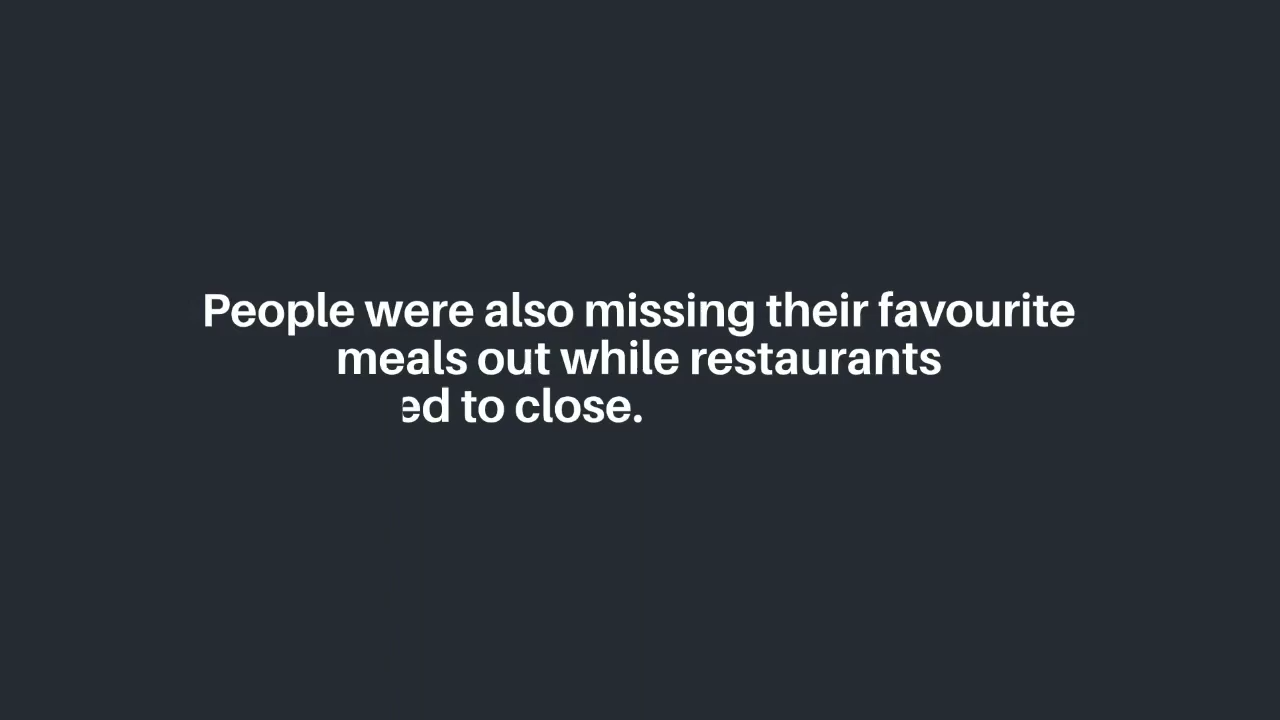 People were also missing their favourite
meals out while restaurants
ed to close.